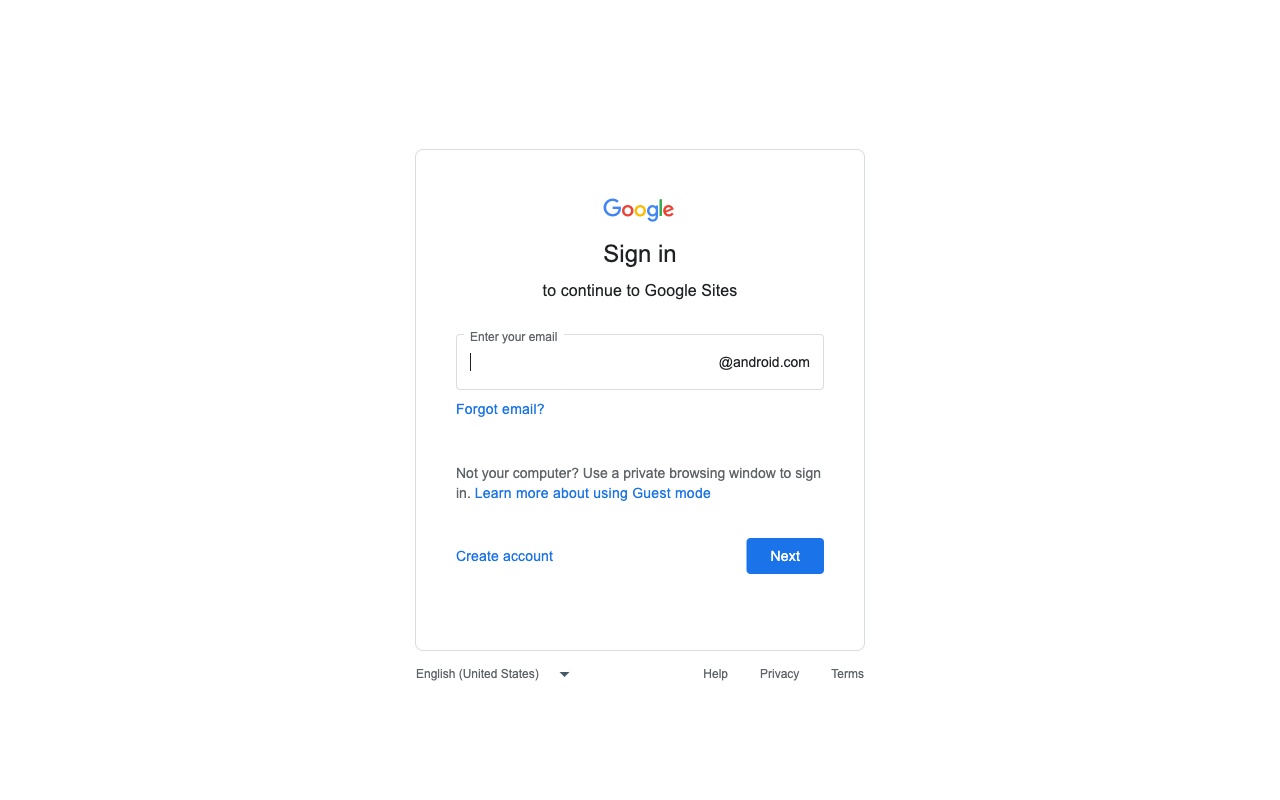 Google
Sign in
to continue to Google Sites
Enter your email
@android.com
Forgot email?
Not your computer? Use a private browsing window to sign
in. Learn more about using Guest mode
Create account
Next
English (United States)
Help
Privacy
Terms